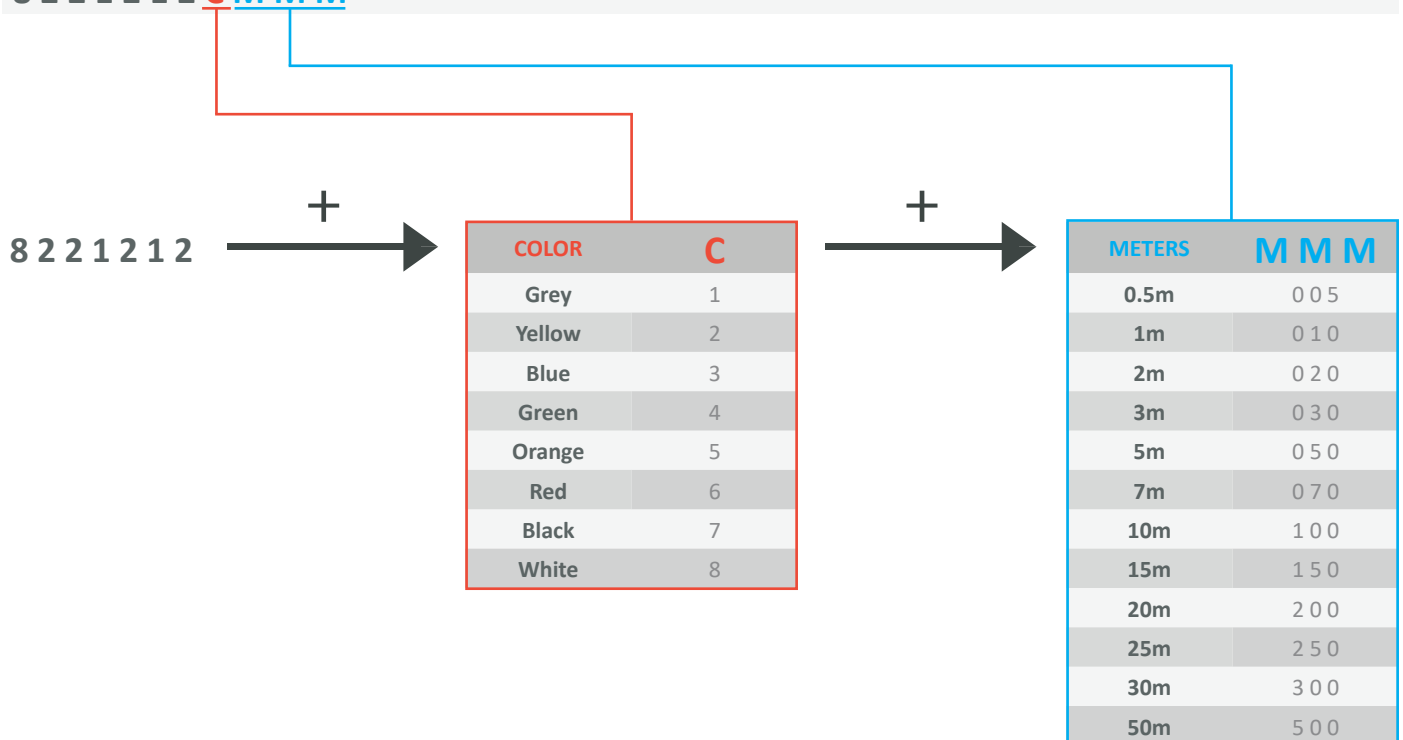 + +
8 2 2 1 2 1 2
COLOR C
Grey 1
Yellow 2
Blue 3
Green 4
Orange 5
Red 6
Black 7
White 8
METERS M M M
0.5m 0 0 5
1m 0 1 0
2m 0 2 0
3m 0 3 0
5m 0 5 0
7m 0 7 0
10m 1 0 0
15m 1 5 0
20m 2 0 0
25m 2 5 0
30m 3 0 0
50m 5 0 0